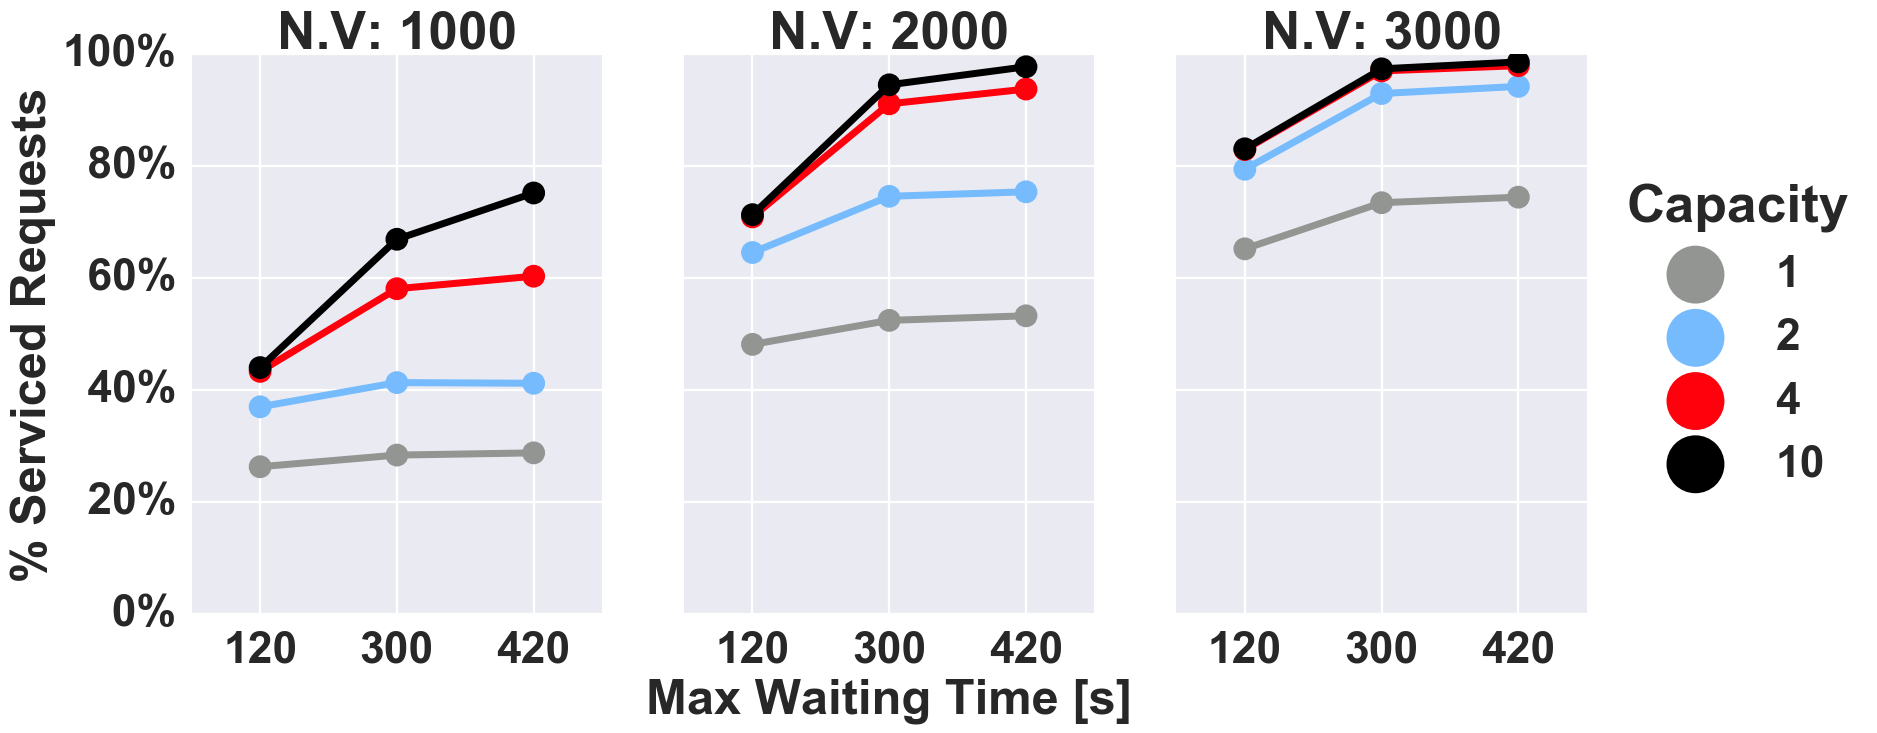 N.V: 1000 N.V: 2000 N.V: 3000
100%
80%
60%
40%
20%
0%
% Serviced Requests
120 300 420 120 300 420 120 300 420
Max Waiting Time [s]
Capacity
1
2
4
10